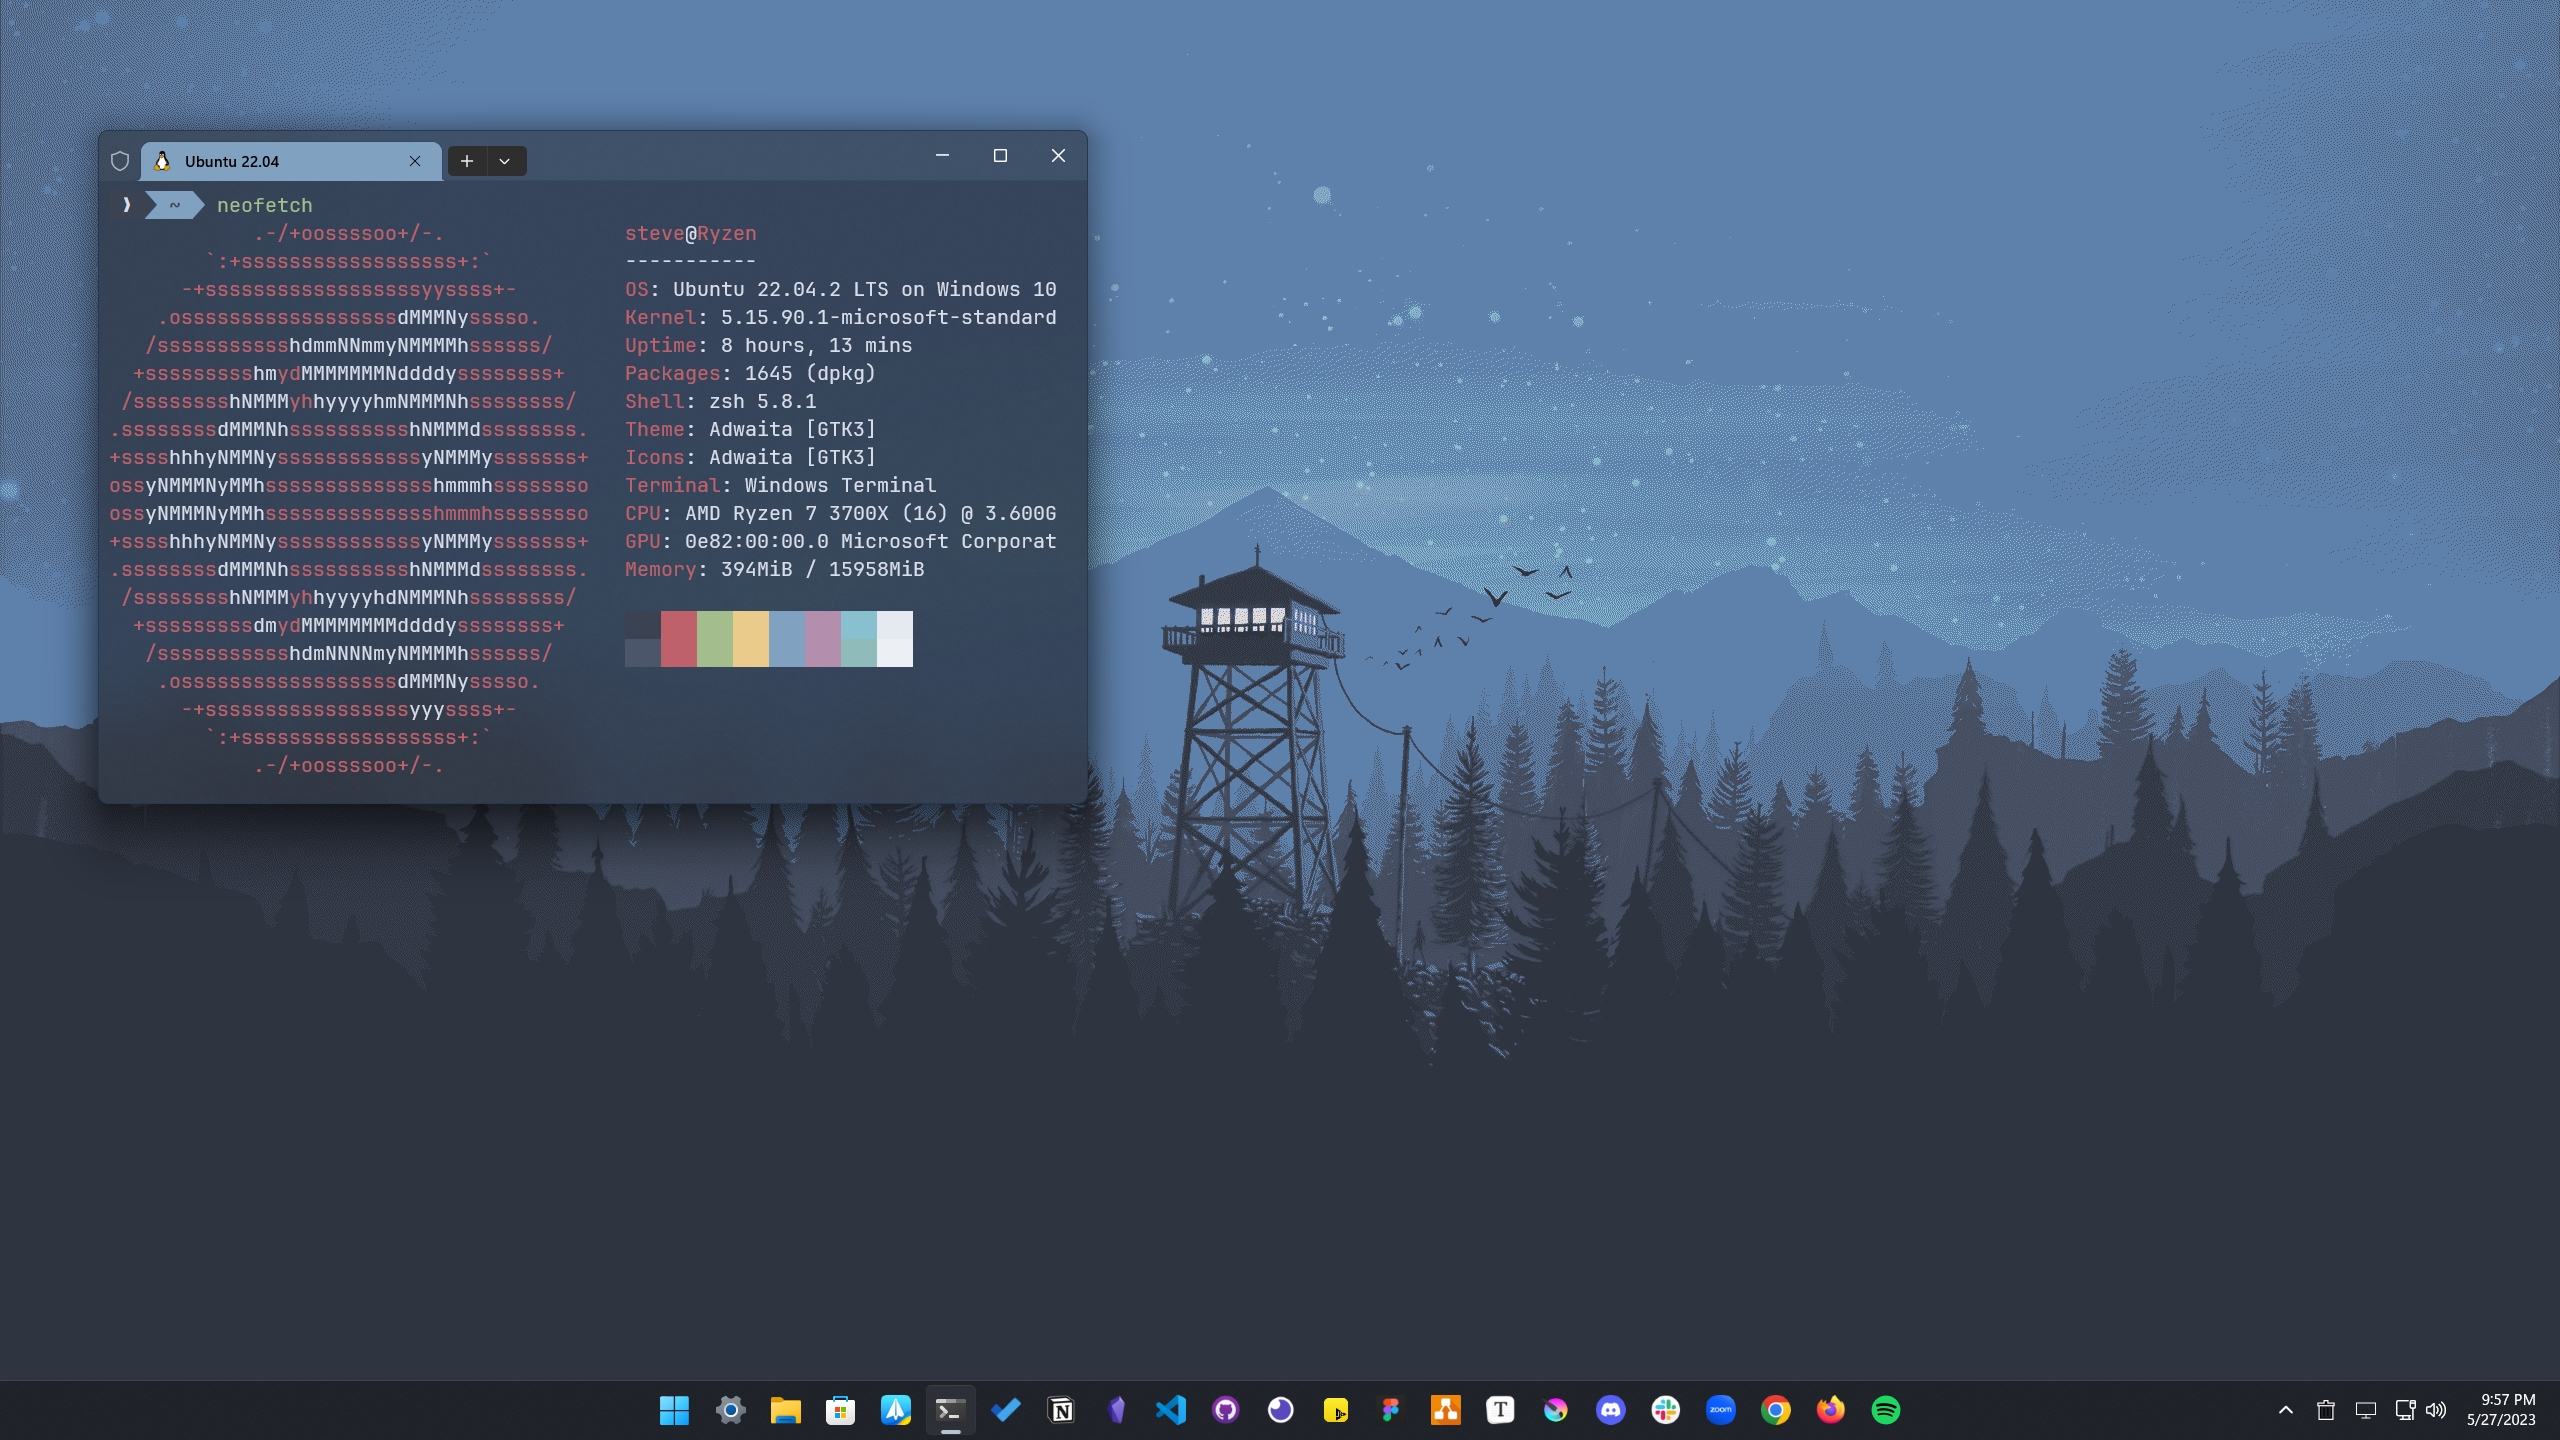 Ubuntu 22.04
~ neofetch
.-/+oossssoo+/-.
`:+ssssssssssssssssss+:`
-+ssssssssssssssssssyyssss+-
.ossssssssssssssssssdMMMNysssso.
/ssssssssssshdmmNNmmyNMMMMhssssss/
+ssssssssshmydMMMMMMMNddddyssssssss+
/sssssssshNMMMyhhyyyyhmNMMMNhssssssss/
.ssssssssdMMMNhsssssssssshNMMMdssssssss.
+sssshhhyNMMNyssssssssssssyNMMMysssssss+
ossyNMMMNyMMhsssssssssssssshmmmhssssssso
ossyNMMMNyMMhsssssssssssssshmmmhssssssso
+sssshhhyNMMNyssssssssssssyNMMMysssssss+
.ssssssssdMMMNhsssssssssshNMMMdssssssss.
/sssssssshNMMMyhhyyyyhdNMMMNhssssssss/
+sssssssssdmydMMMMMMMMddddyssssssss+
/ssssssssssshdmNNNNmyNMMMMhssssss/
.ossssssssssssssssssdMMMNysssso.
-+sssssssssssssssssyyyssss+-
`:+ssssssssssssssssss+:`
.-/+oossssoo+/-.
steve@Ryzen
-----------
OS: Ubuntu 22.04.2 LTS on Windows 10
Kernel: 5.15.90.1-microsoft-standard
Uptime: 8 hours, 13 mins
Packages: 1645 (dpkg)
Shell: zsh 5.8.1
Theme: Adwaita [GTK3]
Icons: Adwaita [GTK3]
Terminal: Windows Terminal
CPU: AMD Ryzen 7 3700X (16) @ 3.600G
GPU: 0e82:00:00.0 Microsoft Corporat
Memory: 394MiB / 15958MiB
zoom
9:57 PM
5/27/2023